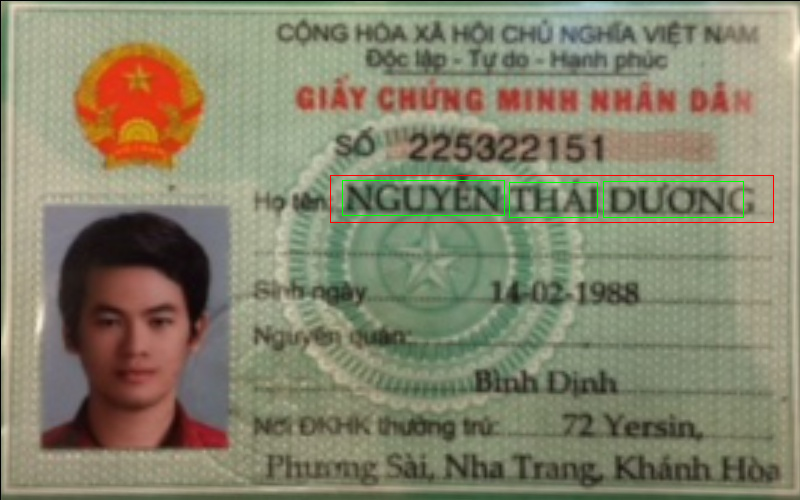 CỘNG HÒA XÃ HỘI CHỦ NGHĨA VIỆT NAM
Độc lập - Tự do - Hạnh phúc
GIẤY CHỨNG MINH NHÂN DÂN
SỐ 225322151
Họ tên: NGUYỄN THÁI DƯƠNG
Sinh ngày 14-02-1988
Nguyên quán:
Bình Định
Nơi ĐKHK thường trú: 72 Yersin,
Phương Sài, Nha Trang, Khánh Hòa